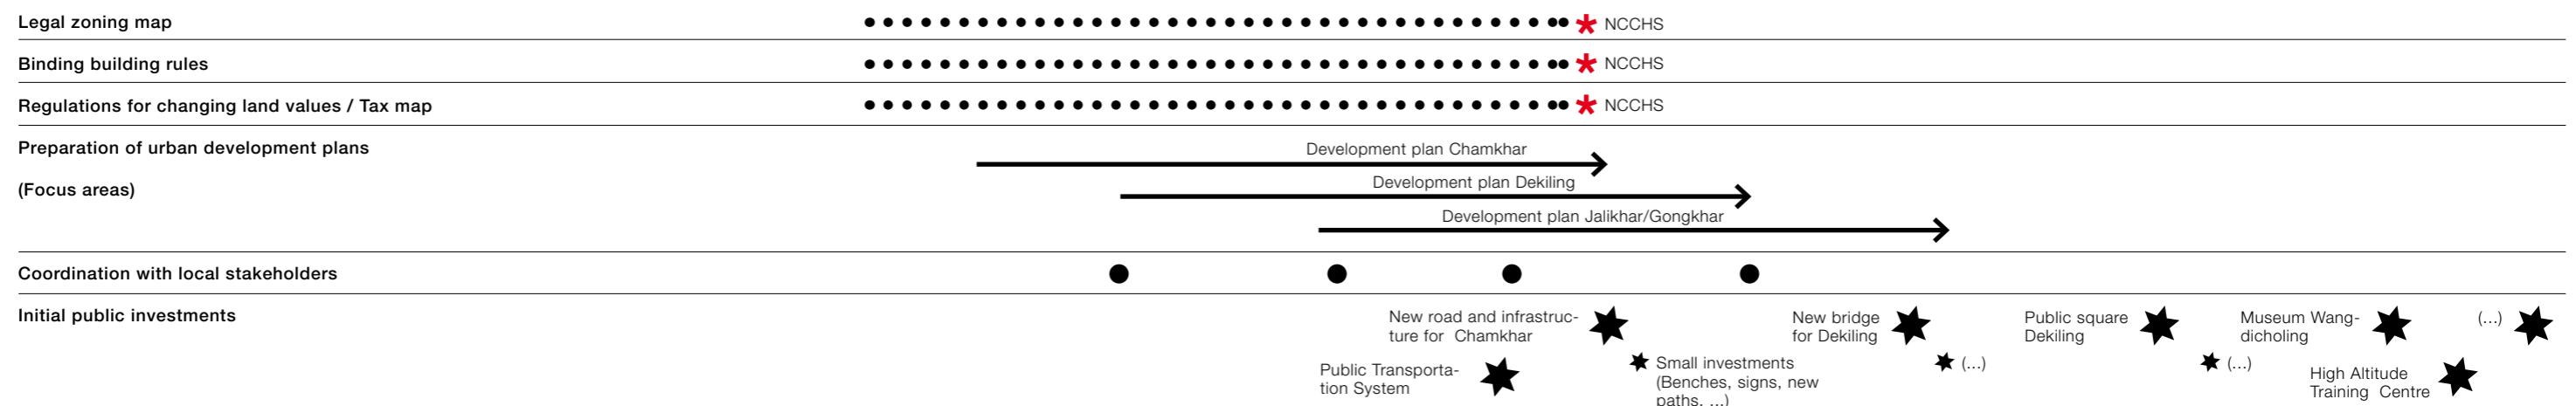 Legal zoning map
NCCHS
Binding building rules
NCCHS
Regulations for changing land values / Tax map
NCCHS
Preparation of urban development plans
(Focus areas)
Development plan Chamkhar
Development plan Dekiling
Development plan Jalikhar/Gongkhar
Coordination with local stakeholders
Initial public investments
New road and infrastruc-
ture for Chamkhar
Public Transporta-
tion System
Small investments
(Benches, signs, new
paths, ...)
New bridge
for Dekiling
(...)
Public square
Dekiling
(...)
Museum Wang-
dicholing
High Altitude
Training Centre
(...)